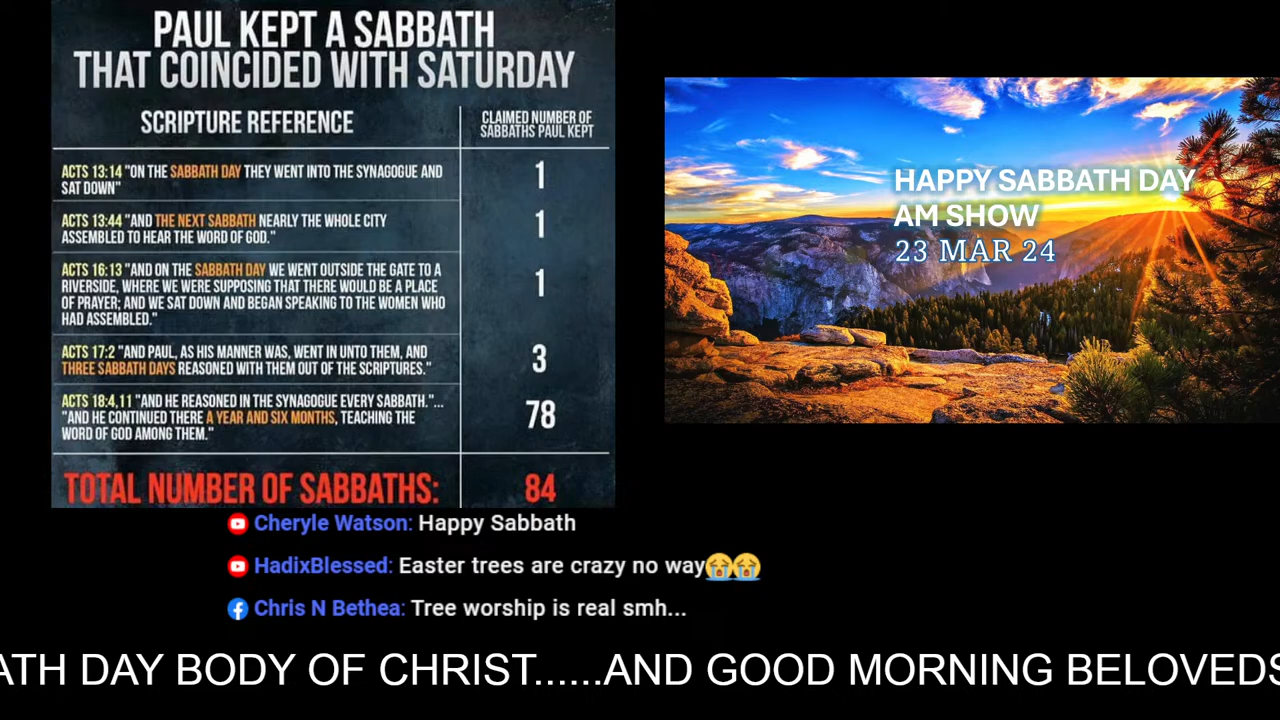 PAUL KEPT A SABBATH
THAT COINCIDED WITH SATURDAY
SCRIPTURE REFERENCE
CLAIMED NUMBER OF
SABBATHS PAUL KEPT
ACTS 13:14 "ON THE SABBATH DAY THEY WENT INTO THE SYNAGOGUE AND
SAT DOWN"
1
ACTS 13:44 "AND THE NEXT SABBATH NEARLY THE WHOLE CITY
ASSEMBLED TO HEAR THE WORD OF GOD."
1
ACTS 16:13 "AND ON THE SABBATH DAY WE WENT OUTSIDE THE GATE TO A
RIVERSIDE, WHERE WE WERE SUPPOSING THAT THERE WOULD BE A PLACE
OF PRAYER; AND WE SAT DOWN AND BEGAN SPEAKING TO THE WOMEN WHO
HAD ASSEMBLED."
1
ACTS 17:2 "AND PAUL, AS HIS MANNER WAS, WENT IN UNTO THEM, AND
THREE SABBATH DAYS REASONED WITH THEM OUT OF THE SCRIPTURES."
3
ACTS 18:4,11 "AND HE REASONED IN THE SYNAGOGUE EVERY SABBATH."...
"AND HE CONTINUED THERE A YEAR AND SIX MONTHS, TEACHING THE
WORD OF GOD AMONG THEM."
78
TOTAL NUMBER OF SABBATHS:
84
HAPPY SABBATH DAY
AM SHOW
23 MAR 24
Cheryle Watson: Happy Sabbath
HadixBlessed: Easter trees are crazy no way😭😭
Chris N Bethea: Tree worship is real smh...
ATH DAY BODY OF CHRIST......AND GOOD MORNING BELOVEDS